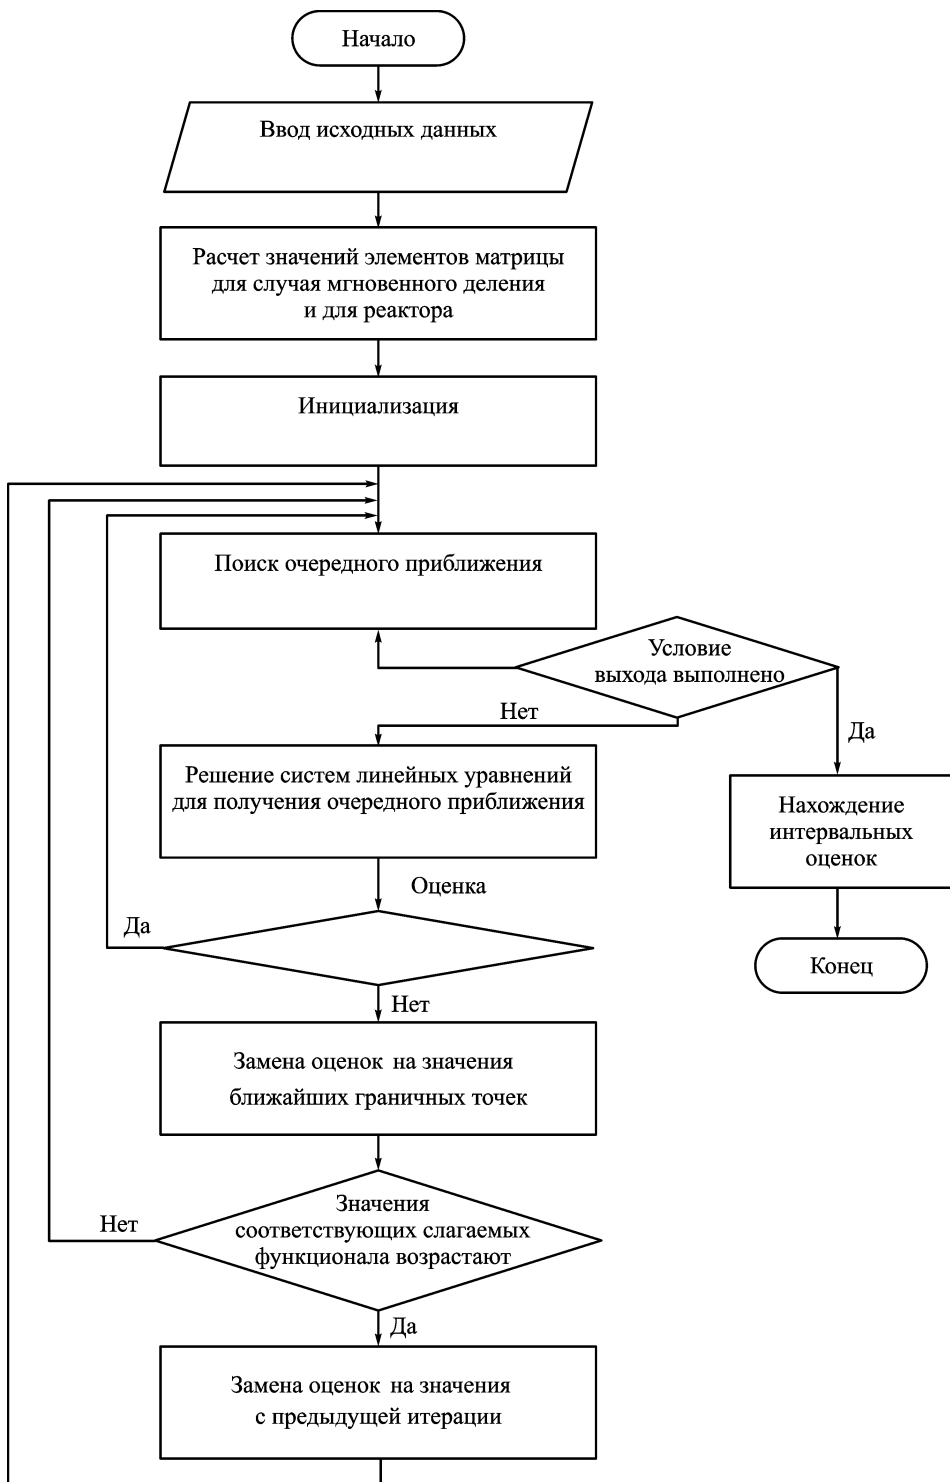 Начало
Ввод исходных данных
Расчет значений элементов матрицы
для случая мгновенного деления
и для реактора
Инициализация
Поиск очередного приближения
Условие
выхода выполнено
Нет
Да
Решение систем линейных уравнений
для получения очередного приближения
Нахождение
интервальных
оценок
Оценка
Да
Конец
Нет
Замена оценок на значения
ближайших граничных точек
Значения
соответствующих слагаемых
функционала возрастают
Нет
Да
Замена оценок на значения
с предыдущей итерации